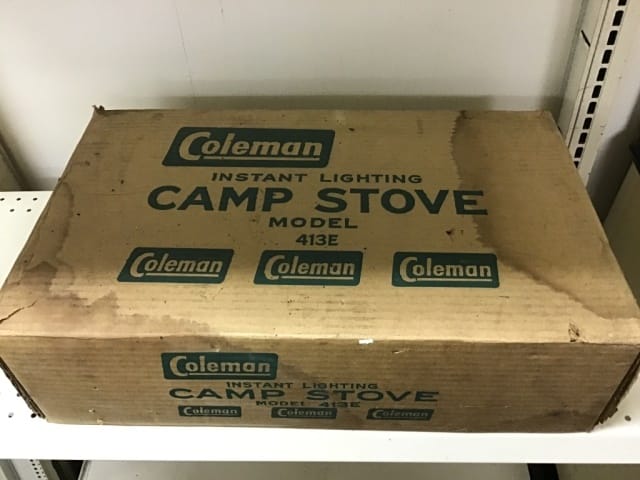 Coleman
INSTANT LIGHTING
CAMP STOVE
MODEL
413E
Coleman Coleman Coleman
Coleman
INSTANT LIGHTING
CAMP STOVE
MODEL 413E
Coleman Coleman Coleman